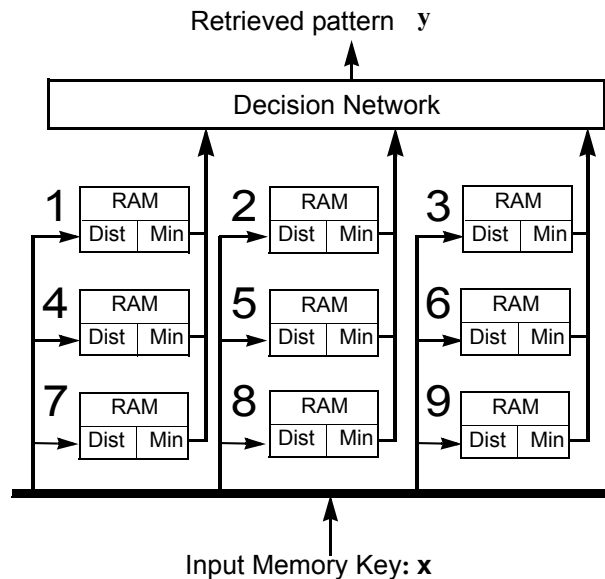 Retrieved pattern y
Decision Network
1 RAM 2 RAM 3 RAM
Dist Min Dist Min Dist Min
4 RAM 5 RAM 6 RAM
Dist Min Dist Min Dist Min
7 RAM 8 RAM 9 RAM
Dist Min Dist Min Dist Min
Input Memory Key: x